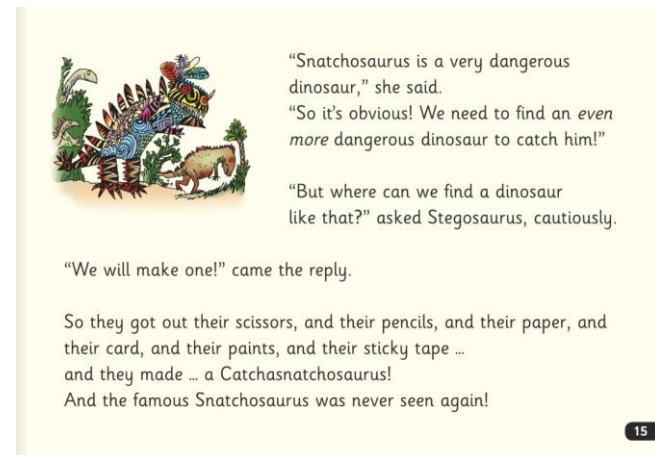 “Snatchosaurus is a very dangerous
dinosaur,” she said.
“So it’s obvious! We need to find an even
more dangerous dinosaur to catch him!”
“But where can we find a dinosaur
like that?” asked Stegosaurus, cautiously.
“We will make one!” came the reply.
So they got out their scissors, and their pencils, and their paper, and
their card, and their paints, and their sticky tape ...
and they made ... a Catchasnatchosaurus!
And the famous Snatchosaurus was never seen again!
15